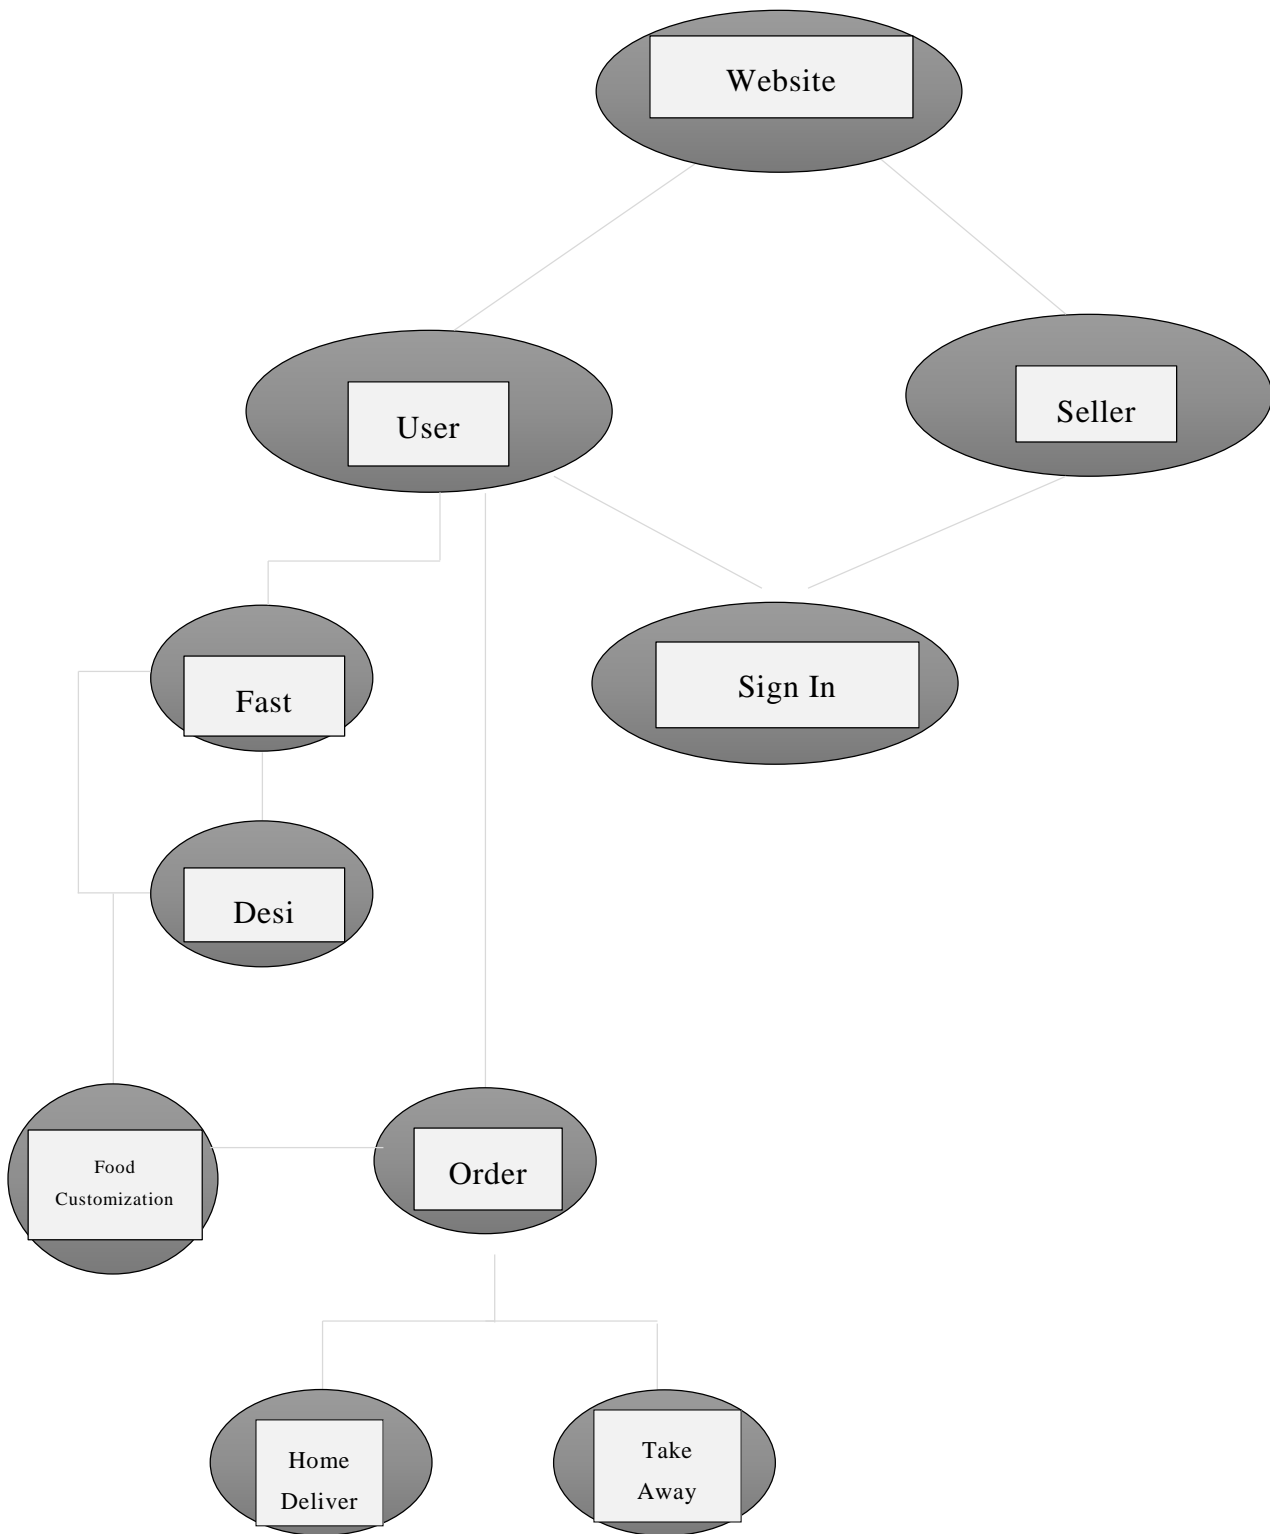 Website
User
Seller
Fast
Sign In
Desi
Food
Customization
Order
Home
Deliver
Take
Away